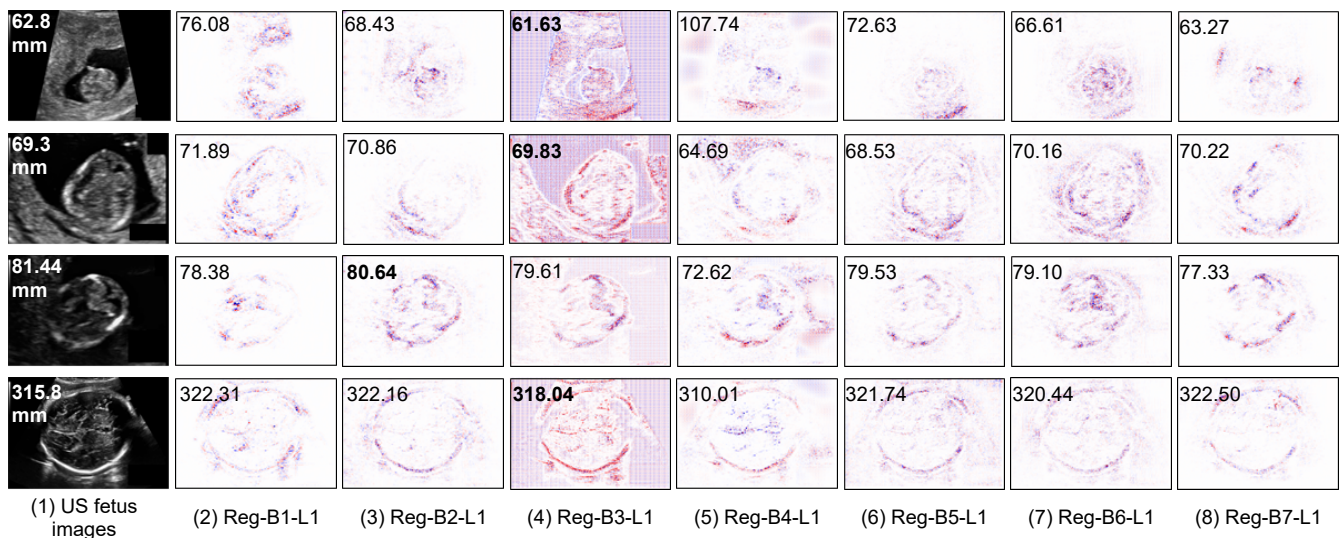 62.8
mm
76.08
68.43
61.63
107.74
72.63
66.61
63.27
69.3
mm
71.89
70.86
69.83
64.69
68.53
70.16
70.22
81.44
mm
78.38
80.64
79.61
72.62
79.53
79.10
77.33
315.8
mm
322.31
322.16
318.04
310.01
321.74
320.44
322.50
(1) US fetus
images
(2) Reg-B1-L1
(3) Reg-B2-L1
(4) Reg-B3-L1
(5) Reg-B4-L1
(6) Reg-B5-L1
(7) Reg-B6-L1
(8) Reg-B7-L1